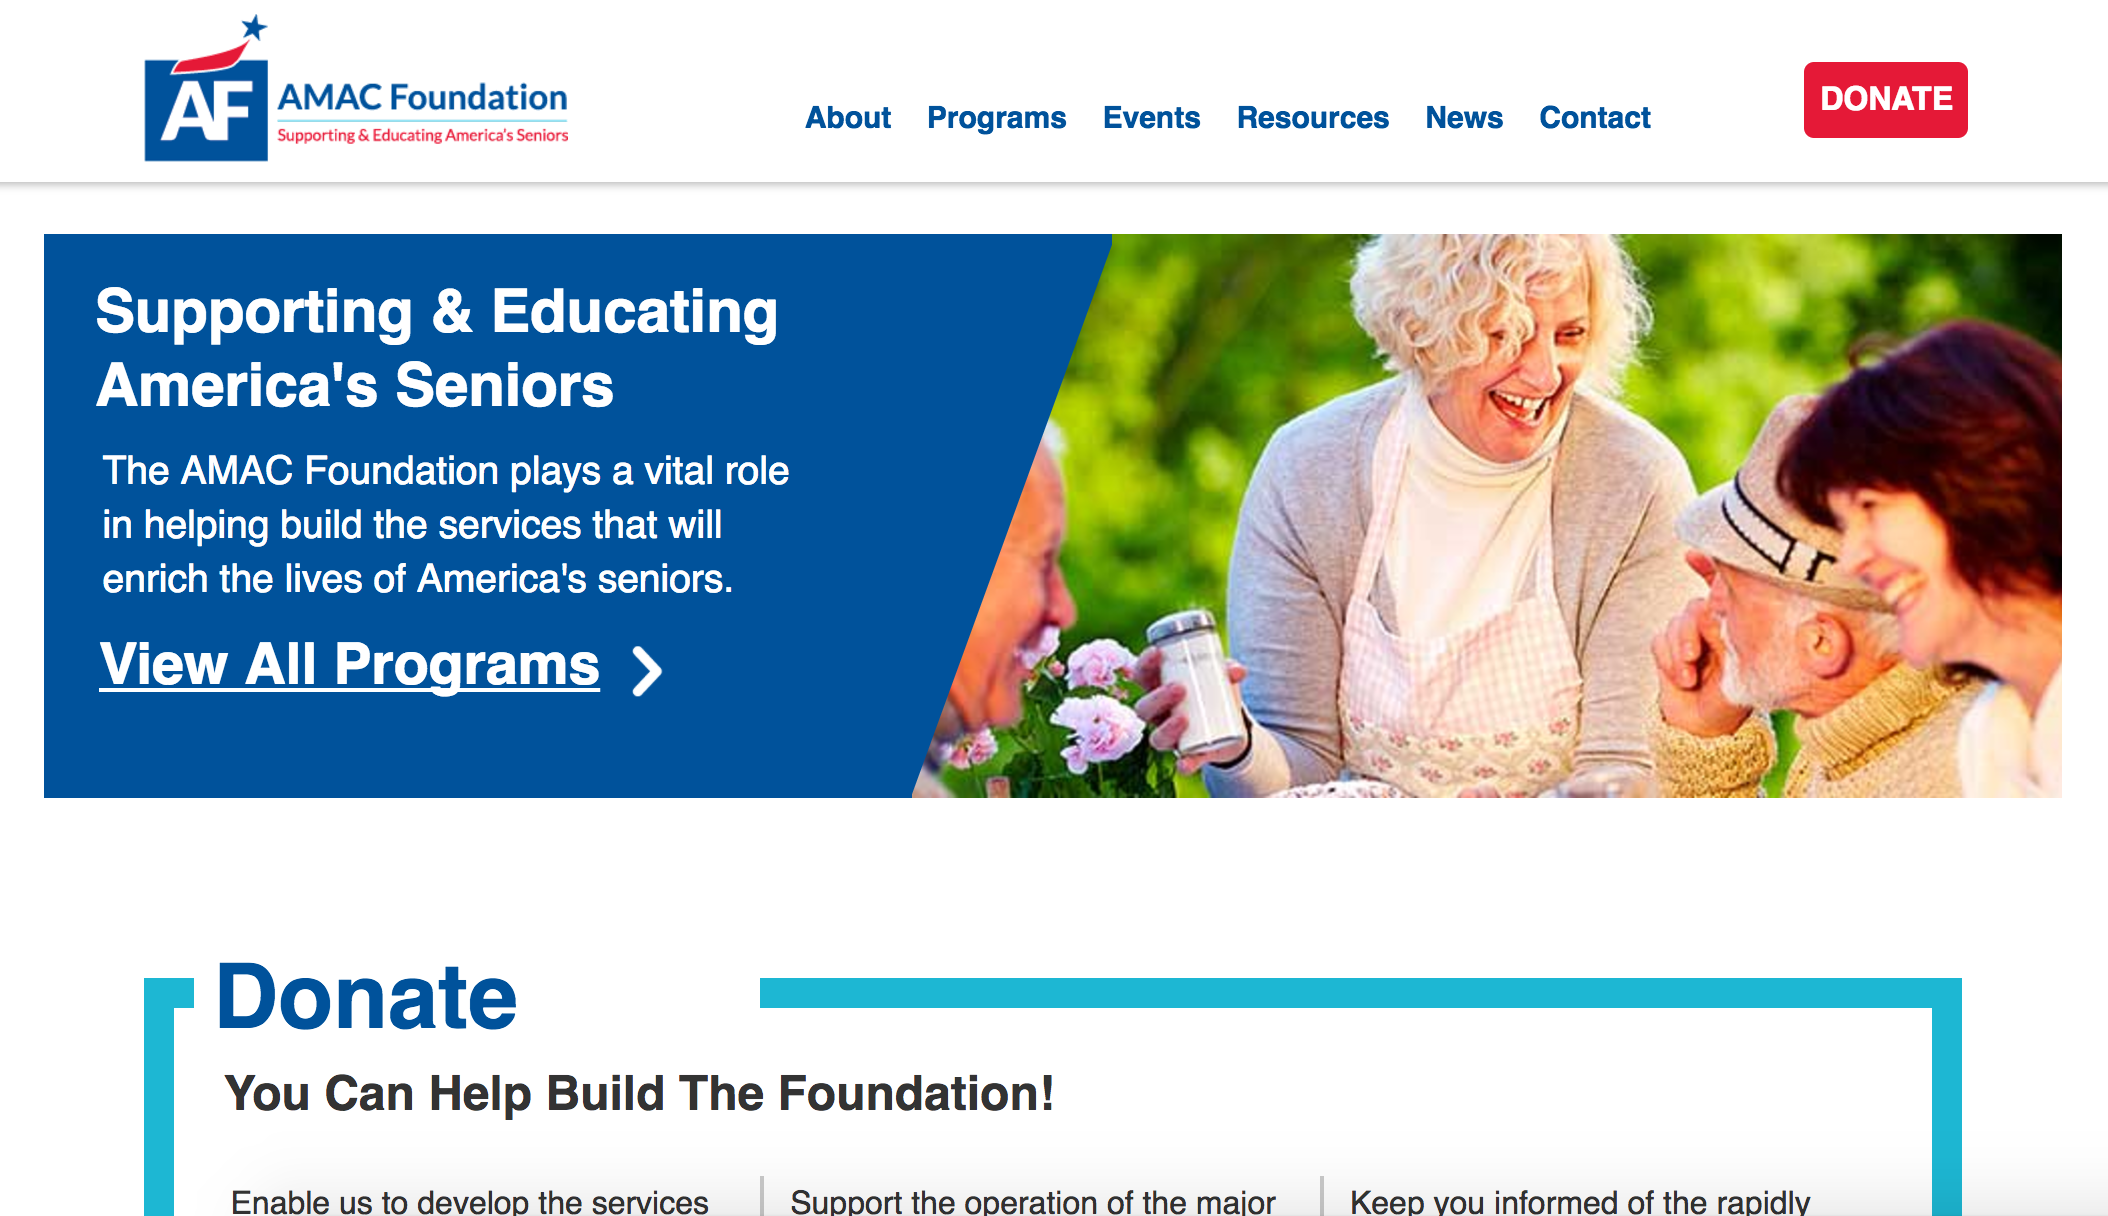 AF
AMAC Foundation
Supporting & Educating America's Seniors
About Programs Events Resources News Contact
DONATE
Supporting & Educating
America's Seniors
The AMAC Foundation plays a vital role
in helping build the services that will
enrich the lives of America's seniors.
View All Programs
Donate
You Can Help Build The Foundation!
Enable us to develop the services
Support the operation of the major
Keep you informed of the rapidly